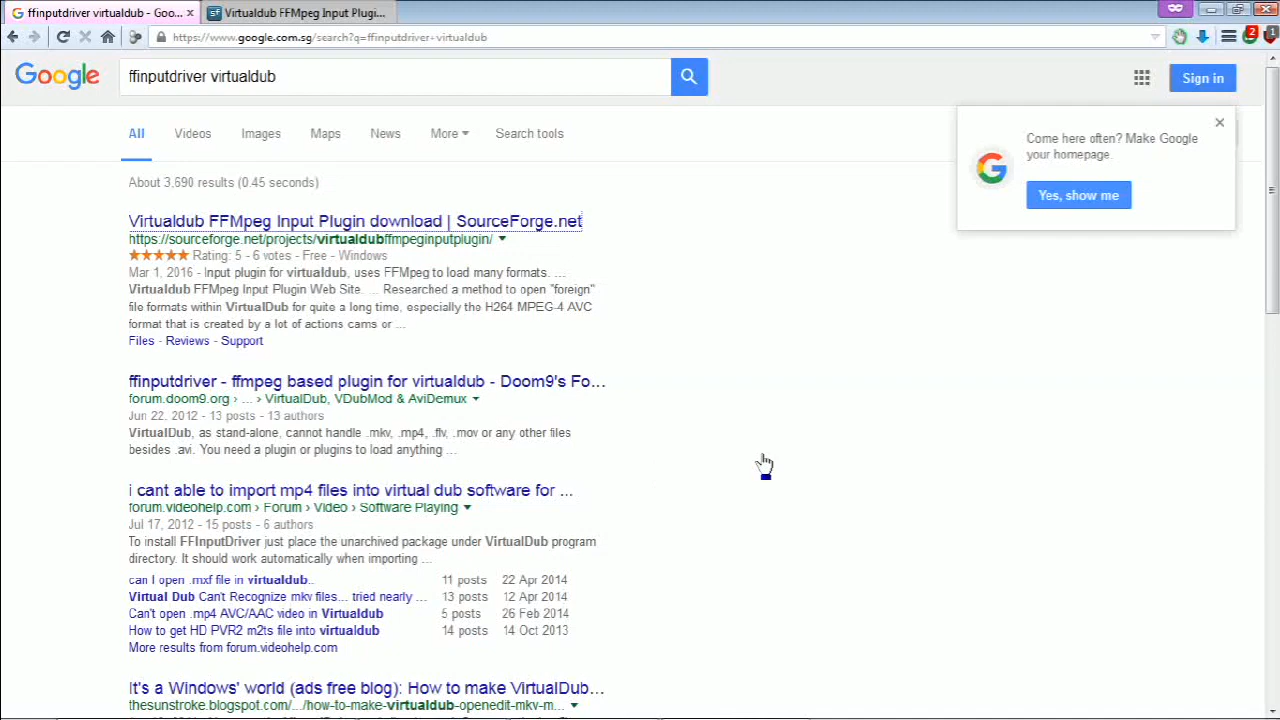 ffinputdriver virtualdub - Goo... ×
Virtualdub FFMpeg Input Plugi...
https://www.google.com.sg/search?q=ffinputdriver-virtualdub
2
1
Google
ffinputdriver virtualdub
Sign in
All Videos Images Maps News More Search tools
Come here often? Make Google
your homepage.
Yes, show me
About 3,690 results (0.45 seconds)
Virtualdub FFMpeg Input Plugin download | SourceForge.net
https://sourceforge.net/projects/virtualdubffmpeginputplugin/
Rating: 5 - 6 votes - Free - Windows
Mar 1, 2016 - Input plugin for virtualdub, uses FFMpeg to load many formats. ...
Virtualdub FFMpeg Input Plugin Web Site. ... Researched a method to open "foreign"
file formats within VirtualDub for quite a long time, especially the H264 MPEG-4 AVC
format that is created by a lot of actions cams or ...
Files - Reviews - Support
ffinputdriver - ffmpeg based plugin for virtualdub - Doom9's Fo...
forum.doom9.org › ... › VirtualDub, VDubMod & AviDemux
Jun 22, 2012 - 13 posts - 13 authors
VirtualDub, as stand-alone, cannot handle .mkv, .mp4, .flv, .mov or any other files
besides .avi. You need a plugin or plugins to load anything ...
i cant able to import mp4 files into virtual dub software for ...
forum.videohelp.com › Forum › Video › Software Playing
Jul 17, 2012 - 15 posts - 6 authors
To install FFInputDriver just place the unarchived package under VirtualDub program
directory. It should work automatically when importing ...
can I open .mxf file in virtualdub.. 11 posts 22 Apr 2014
Virtual Dub Can't Recognize mkv files... tried nearly ... 13 posts 12 Apr 2014
Can't open .mp4 AVC/AAC video in Virtualdub 5 posts 26 Feb 2014
How to get HD PVR2 m2ts file into virtualdub 14 posts 14 Oct 2013
More results from forum.videohelp.com
It's a Windows' world (ads free blog): How to make VirtualDub...
thesunstroke.blogspot.com/.../how-to-make-virtualdub-openedit-mkv-m...